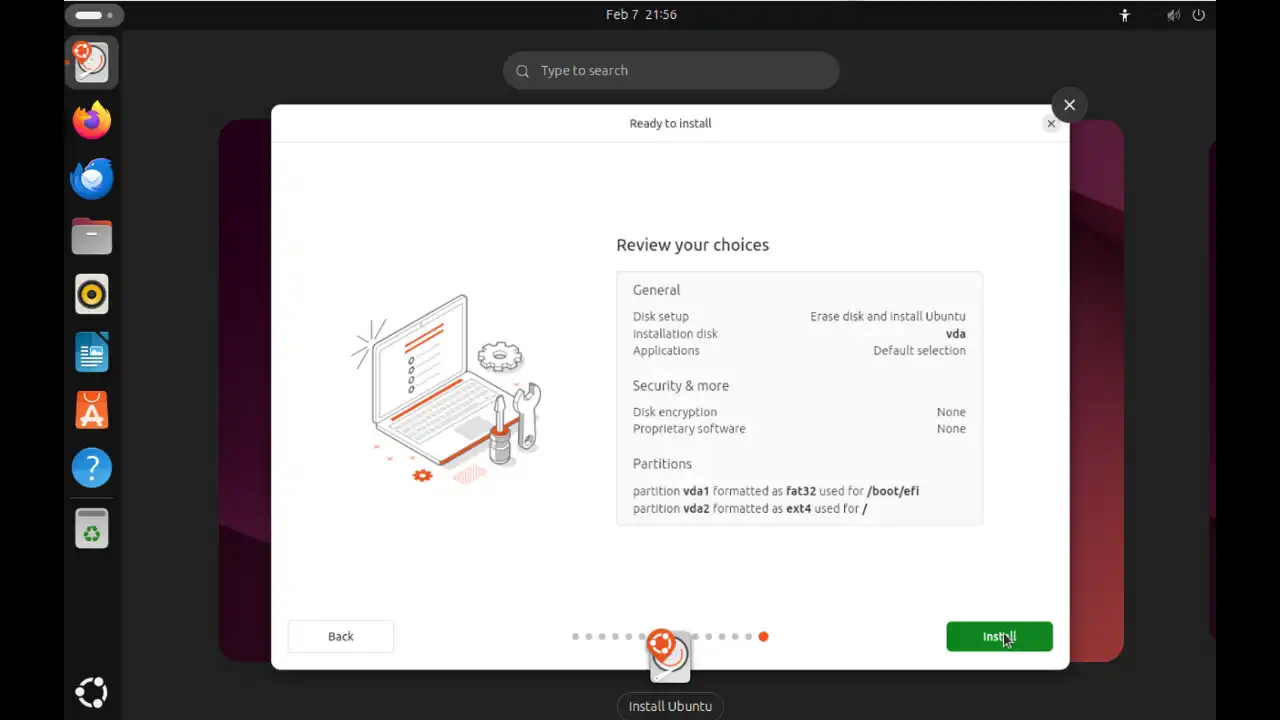 Feb 7 21:56
Type to search
Ready to install
Review your choices
General
Disk setup Erase disk and install Ubuntu
Installation disk vda
Applications Default selection
Security & more
Disk encryption None
Proprietary software None
Partitions
partition vda1 formatted as fat32 used for /boot/efi
partition vda2 formatted as ext4 used for /
Back
Install
Install Ubuntu